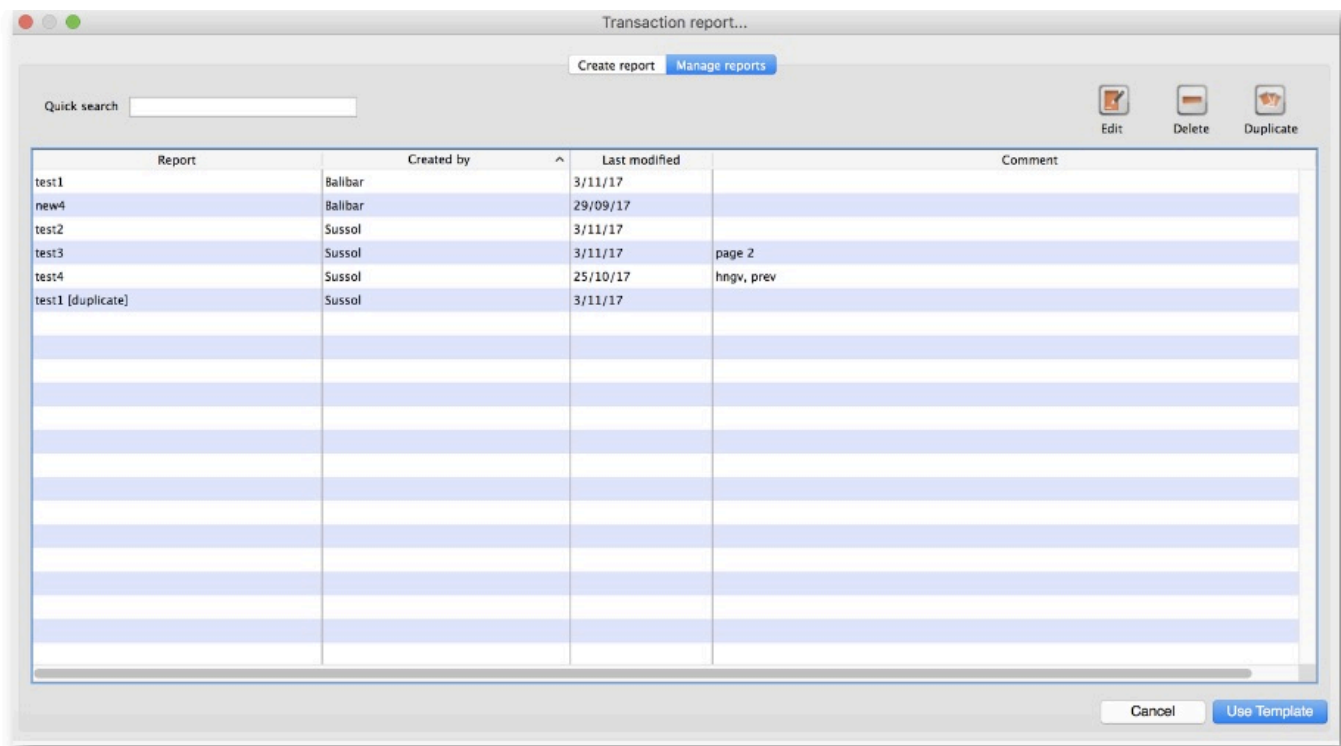 Transaction report...
Create report Manage reports
Quick search
Edit Delete Duplicate
Report Created by Last modified Comment
test1 Balibar 3/11/17
new4 Balibar 29/09/17
test2 Sussol 3/11/17
test3 Sussol 3/11/17 page 2
test4 Sussol 25/10/17 hngv, prev
test1 [duplicate] Sussol 3/11/17
Cancel Use Template